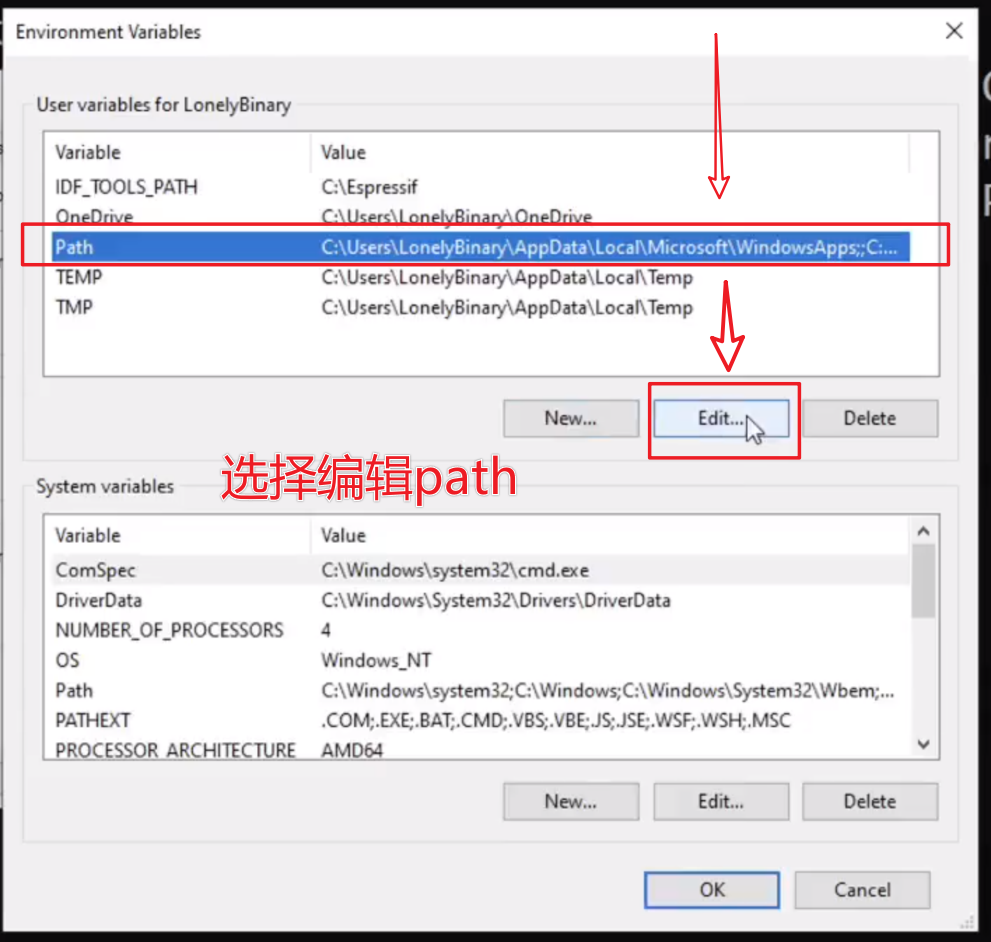 Environment Variables
User variables for LonelyBinary
Variable Value
IDF_TOOLS_PATH C:\Espressif
OneDrive C:\Users\LonelyBinary\OneDrive
Path C:\Users\LonelyBinary\AppData\Local\Microsoft\WindowsApps;;C:...
TEMP C:\Users\LonelyBinary\AppData\Local\Temp
TMP C:\Users\LonelyBinary\AppData\Local\Temp
New... Edit... Delete
选择编辑path
System variables
Variable Value
ComSpec C:\Windows\system32\cmd.exe
DriverData C:\Windows\System32\Drivers\DriverData
NUMBER_OF_PROCESSORS 4
OS Windows_NT
Path C:\Windows\system32;C:\Windows;C:\Windows\System32\Wbem;...
PATHEXT .COM;.EXE;.BAT;.CMD;.VBS;.VBE;.JS;.JSE;.WSF;.WSH;.MSC
PROCESSOR_ARCHITECTURE AMD64
New... Edit... Delete
OK Cancel